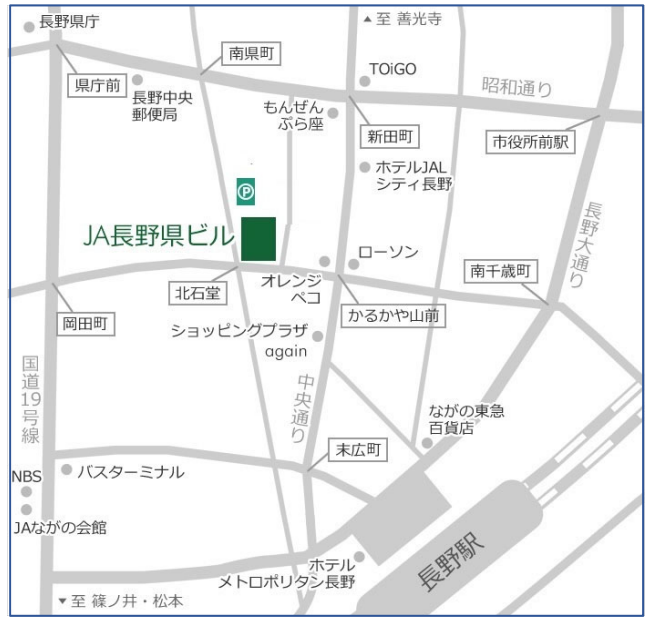 長野県庁
▲至 善光寺
南県町
県庁前
長野中央
郵便局
TOiGO
昭和通り
もんぜん
ぷら座
新田町
市役所前駅
ホテルJAL
シティ長野
P
JA長野県ビル
長野大通り
ローソン
オレンジ
ペコ
南千歳町
北石堂
かるかや山前
岡田町
ショッピングプラザ
again
国道19号線
中央通り
ながの東急
百貨店
末広町
NBS
バスターミナル
JAながの会館
長野駅
ホテル
メトロポリタン長野
▼至 篠ノ井・松本